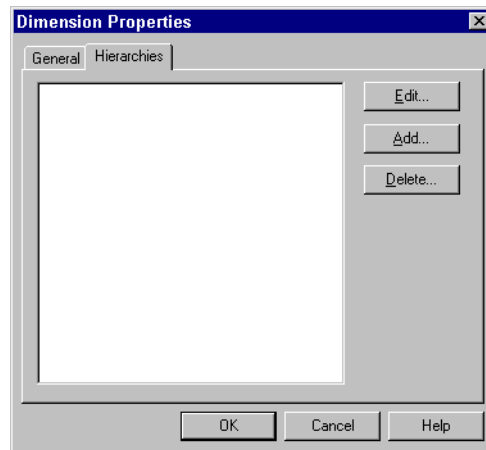 Dimension Properties
General Hierarchies
Edit...
Add...
Delete...
OK Cancel Help